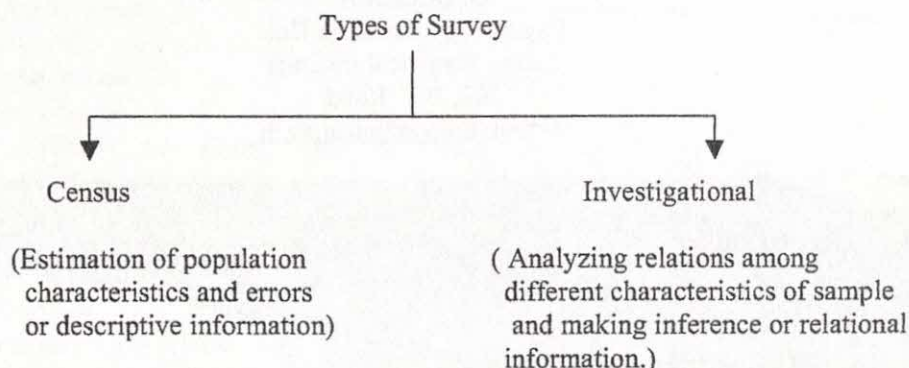 Types of Survey
Census
Investigational
(Estimation of population
characteristics and errors
or descriptive information)
( Analyzing relations among
different characteristics of sample
and making inference or relational
information.)